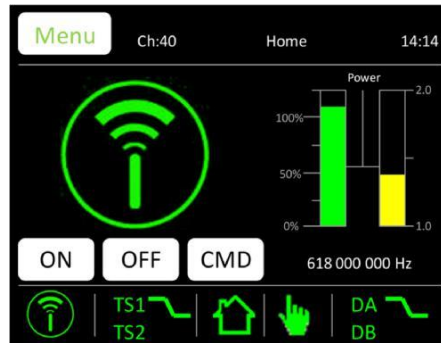 Menu Ch:40 Home 14:14
Power
2.0
100%
50%
0% 1.0
ON OFF CMD 618 000 000 Hz
TS1 DA
TS2 DB